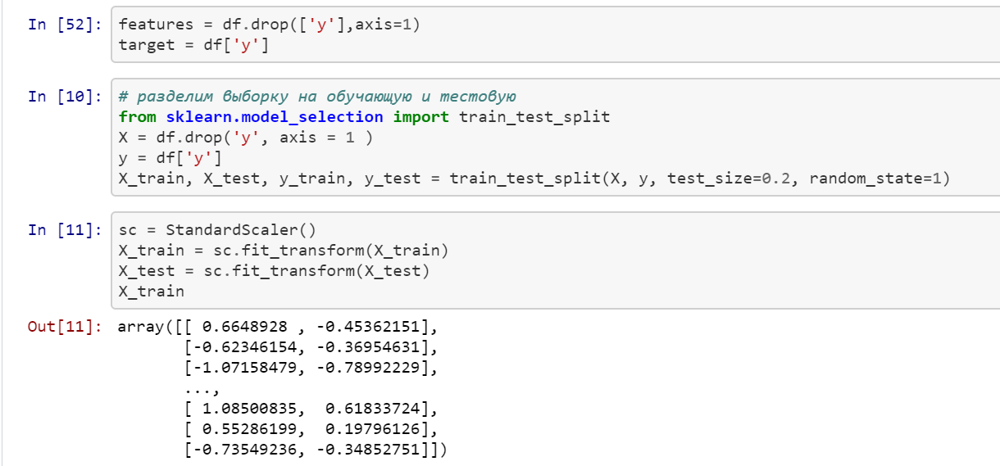 In [52]: features = df.drop(['y'],axis=1)
target = df['y']
In [10]: # разделим выборку на обучающую и тестовую
from sklearn.model_selection import train_test_split
X = df.drop('y', axis = 1 )
y = df['y']
X_train, X_test, y_train, y_test = train_test_split(X, y, test_size=0.2, random_state=1)
In [11]: sc = StandardScaler()
X_train = sc.fit_transform(X_train)
X_test = sc.fit_transform(X_test)
X_train
Out[11]: array([[ 0.6648928 , -0.45362151],
[-0.62346154, -0.36954631],
[-1.07158479, -0.78992229],
...,
[ 1.08500835,  0.61833724],
[ 0.55286199,  0.19796126],
[-0.73549236, -0.34852751]])